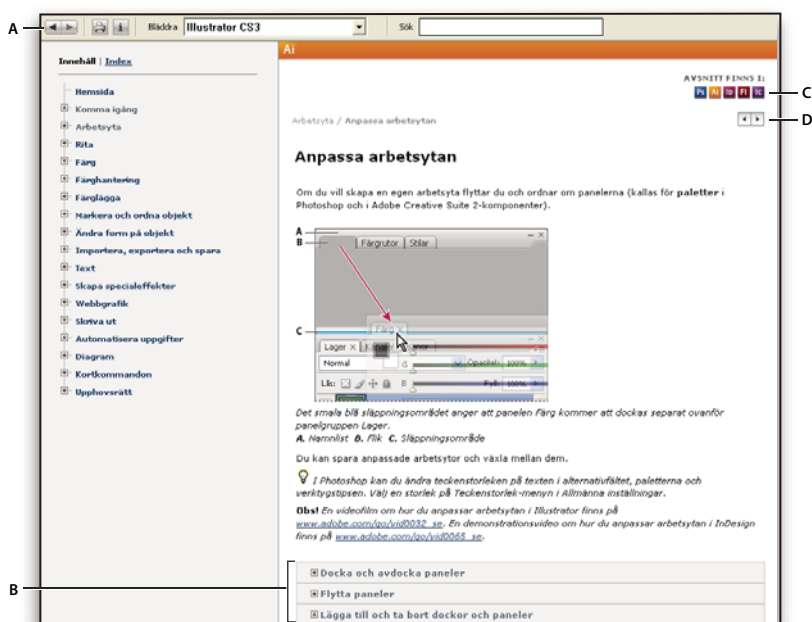 A
Bläddra Illustrator CS3 Sök
Ai
Innehåll | Index
Hemsida
Komma igång
Arbetsyta
Rita
Färg
Färghantering
Färglägga
Markera och ordna objekt
Ändra form på objekt
Importera, exportera och spara
Text
Skapa specialeffekter
Webbgrafik
Skriva ut
Automatisera uppgifter
Diagram
Kortkommandon
Upphovsrätt
AVSNITT FINNS I:
Ps Ai Id Fl
C
D
Arbetsyta / Anpassa arbetsytan
Anpassa arbetsytan
Om du vill skapa en egen arbetsyta flyttar du och ordnar om panelerna (kallas för paletter i
Photoshop och i Adobe Creative Suite 2-komponenter).
A
B
Färgrutor Stilar
C
Färg
Lager
Normal Opacitet: 100%
Lås: Fyll: 100%
G
B
Det smala blå släppningsområdet anger att panelen Färg kommer att dockas separat ovanför
panelgruppen Lager.
A. Namnlist B. Flik C. Släppningsområde
Du kan spara anpassade arbetsytor och växla mellan dem.
I Photoshop kan du ändra teckenstorleken på texten i alternativfältet, paletterna och
verktygstipsen. Välj en storlek på Teckenstorlek-menyn i Allmänna inställningar.
Obs! En videofilm om hur du anpassar arbetsytan i Illustrator finns på
www.adobe.com/go/vid0032_se. En demonstrationsvideo om hur du anpassar arbetsytan i InDesign
finns på www.adobe.com/go/vid0065_se.
B
Docka och avdocka paneler
Flytta paneler
Lägga till och ta bort dockor och paneler